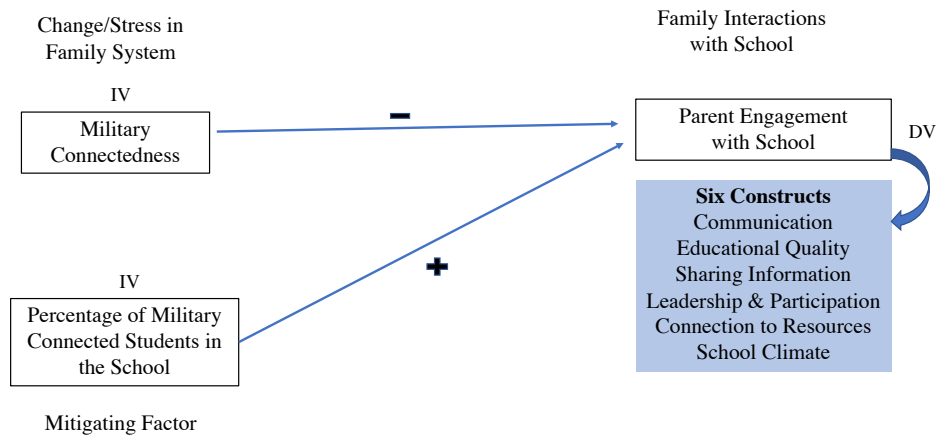 Change/Stress in
Family System
IV
Military
Connectedness
Family Interactions
with School
Parent Engagement
with School
DV
Six Constructs
Communication
Educational Quality
Sharing Information
Leadership & Participation
Connection to Resources
School Climate
IV
Percentage of Military
Connected Students in
the School
Mitigating Factor